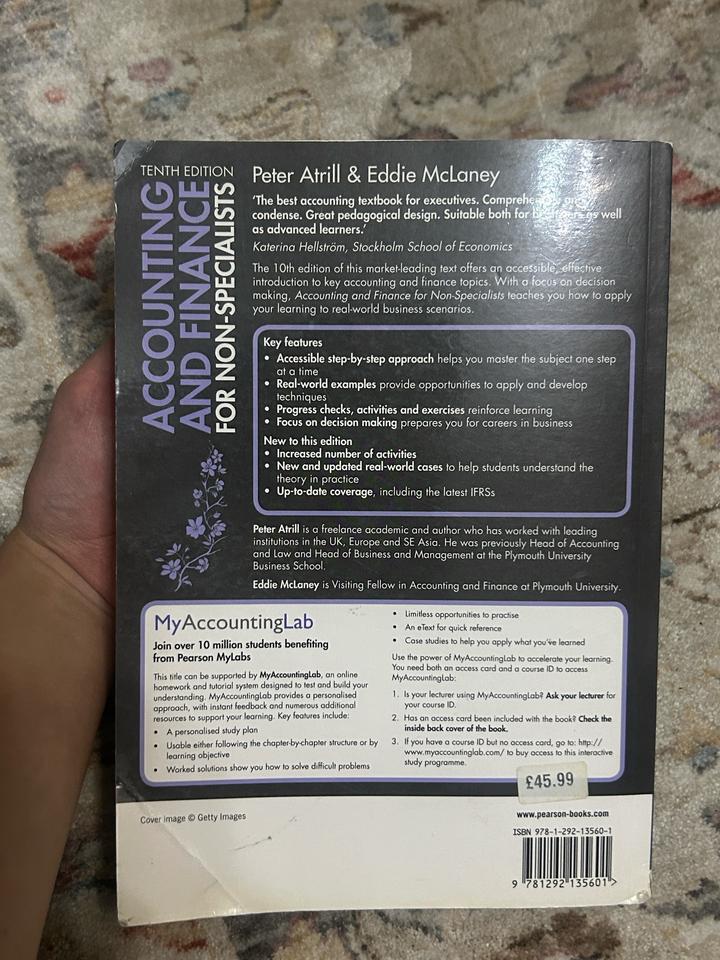 TENTH EDITION
ACCOUNTING
AND FINANCE
FOR NON-SPECIALISTS
Peter Atrill & Eddie McLaney
'The best accounting textbook for executives. and
condense. Great pedagogical design. Suitable both for as well
as advanced learners.'
Katerina Hellström, Stockholm School of Economics
The 10th edition of this market-leading text offers an accessible, effective
introduction to key accounting and finance topics. With a focus on decision
making, Accounting and Finance for Non-Specialists teaches you how to apply
your learning to real-world business scenarios.
Key features
• Accessible step-by-step approach helps you master the subject one step
at a time
• Real-world examples provide opportunities to apply and develop
techniques
• Progress checks, activities and exercises reinforce learning
• Focus on decision making prepares you for careers in business
New to this edition
• Increased number of activities
• New and updated real-world cases to help students understand the
theory in practice
• Up-to-date coverage, including the latest IFRSs
Peter Atrill is a freelance academic and author who has worked with leading
institutions in the UK, Europe and SE Asia. He was previously Head of Accounting
and Law and Head of Business and Management at the Plymouth University
Business School.
Eddie McLaney is Visiting Fellow in Accounting and Finance at Plymouth University.
MyAccountingLab
Join over 10 million students benefiting
from Pearson MyLabs
This title can be supported by MyAccountingLab, an online
homework and tutorial system designed to test and build your
understanding. MyAccountingLab provides a personalised
approach, with instant feedback and numerous additional
resources to support your learning. Key features include:
• A personalised study plan
• Usable either following the chapter-by-chapter structure or by
learning objective
• Worked solutions show you how to solve difficult problems
• Limitless opportunities to practise
• An eText for quick reference
• Case studies to help you apply what you've learned
Use the power of MyAccountingLab to accelerate your learning.
You need both an access card and a course ID to access
MyAccountingLab:
1. Is your lecturer using MyAccountingLab? Ask your lecturer for
your course ID.
2. Has an access card been included with the book? Check the
inside back cover of the book.
3. If you have a course ID but no access card, go to: http://
www.myaccountinglab.com/ to buy access to this interactive
study programme.
£45.99
Cover image © Getty Images
www.pearson-books.com
ISBN 978-1-292-13560-1
9 781292 135601 >